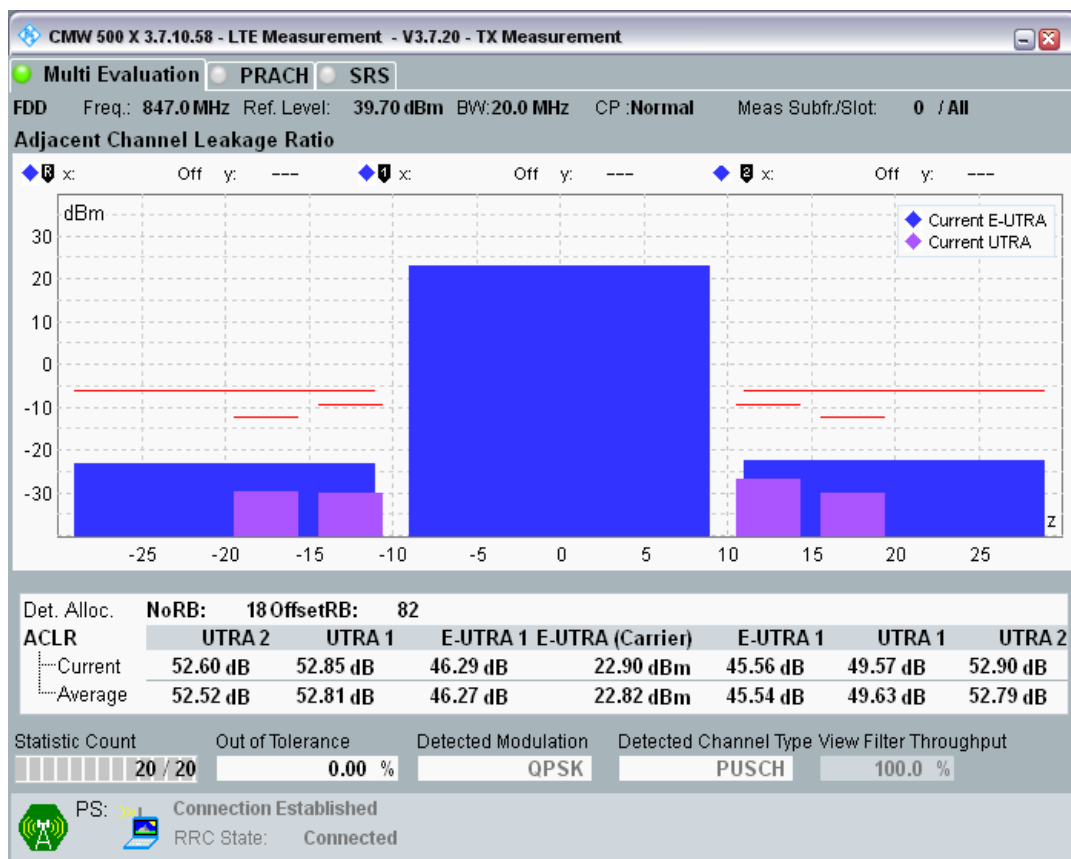 CMW 500 X 3.7.10.58 - LTE Measurement - V3.7.20 - TX Measurement
Multi Evaluation PRACH SRS
FDD Freq.: 847.0 MHz Ref. Level: 39.70 dBm BW:20.0 MHz CP :Normal Meas Subfr./Slot: 0 / All
Adjacent Channel Leakage Ratio
R x: Off y: --- 1 x: Off y: --- 2 x: Off y: ---
dBm
Current E-UTRA
Current UTRA
30
20
10
0
-10
-20
-30
z
-25 -20 -15 -10 -5 0 5 10 15 20 25
Det. Alloc. NoRB: 18 OffsetRB: 82
ACLR UTRA 2 UTRA 1 E-UTRA 1 E-UTRA (Carrier) E-UTRA 1 UTRA 1 UTRA 2
Current 52.60 dB 52.85 dB 46.29 dB 22.90 dBm 45.56 dB 49.57 dB 52.90 dB
Average 52.52 dB 52.81 dB 46.27 dB 22.82 dBm 45.54 dB 49.63 dB 52.79 dB
Statistic Count Out of Tolerance Detected Modulation Detected Channel Type View Filter Throughput
20 / 20 0.00 % QPSK PUSCH 100.0 %
PS: Connection Established
RRC State: Connected